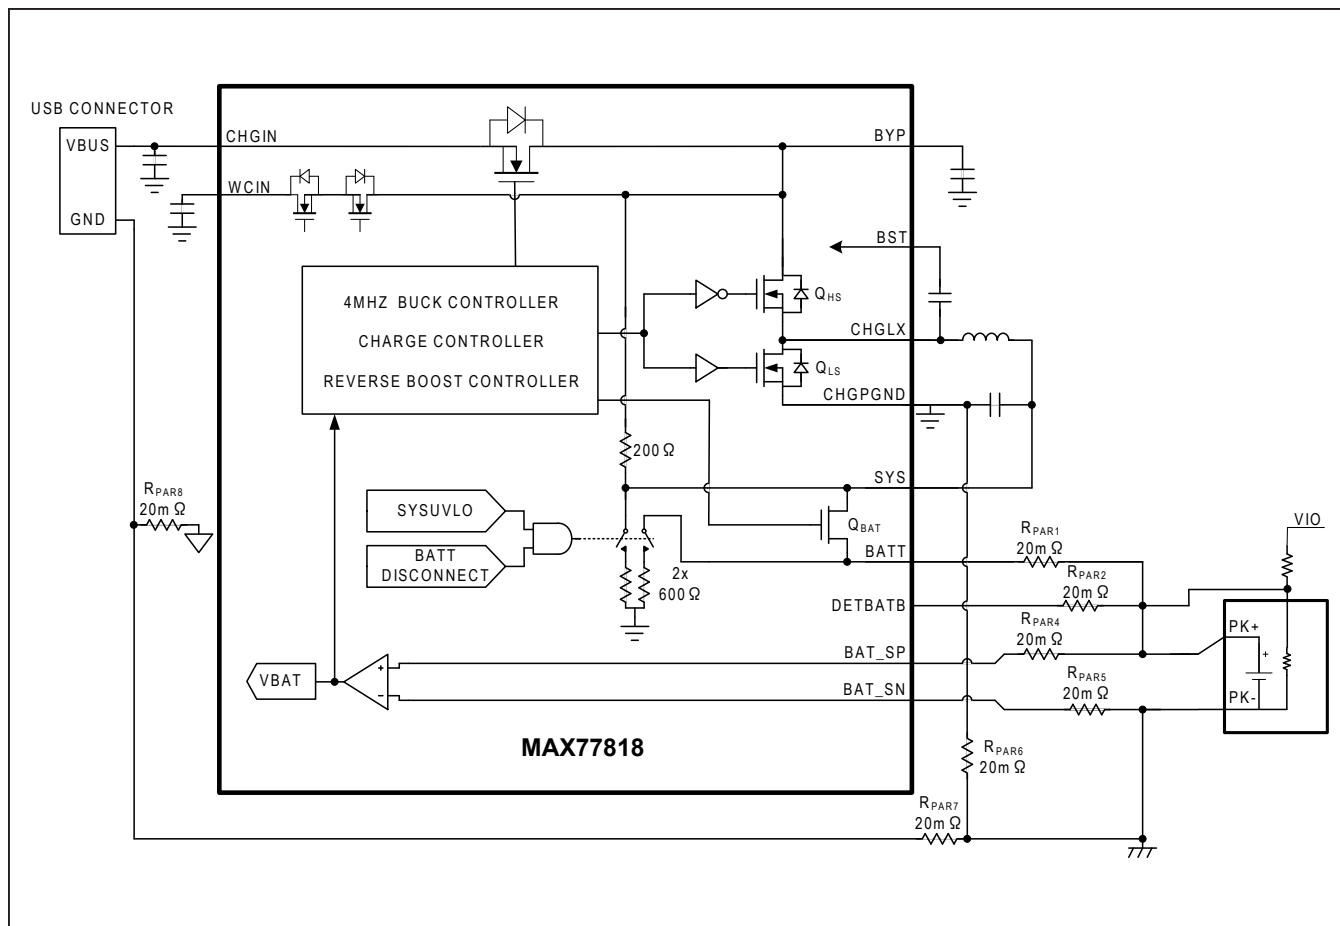 USB CONNECTOR
VBUS
GND
CHGIN
WCIN
BYP
BST
4MHZ BUCK CONTROLLER
CHARGE CONTROLLER
REVERSE BOOST CONTROLLER
QHS
CHGLX
QLS
CHGPGND
200Ω
SYS
RPAR8
20mΩ
SYSUVLO
BATT
DISCONNECT
2x
600Ω
QBAT
BATT
RPAR1
20mΩ
VIO
RPAR2
20mΩ
DETBATB
RPAR4
20mΩ
PK+
+
BAT_SP
VBAT
+
-
RPAR5
20mΩ
PK-
BAT_SN
MAX77818
RPAR6
20mΩ
RPAR7
20mΩ